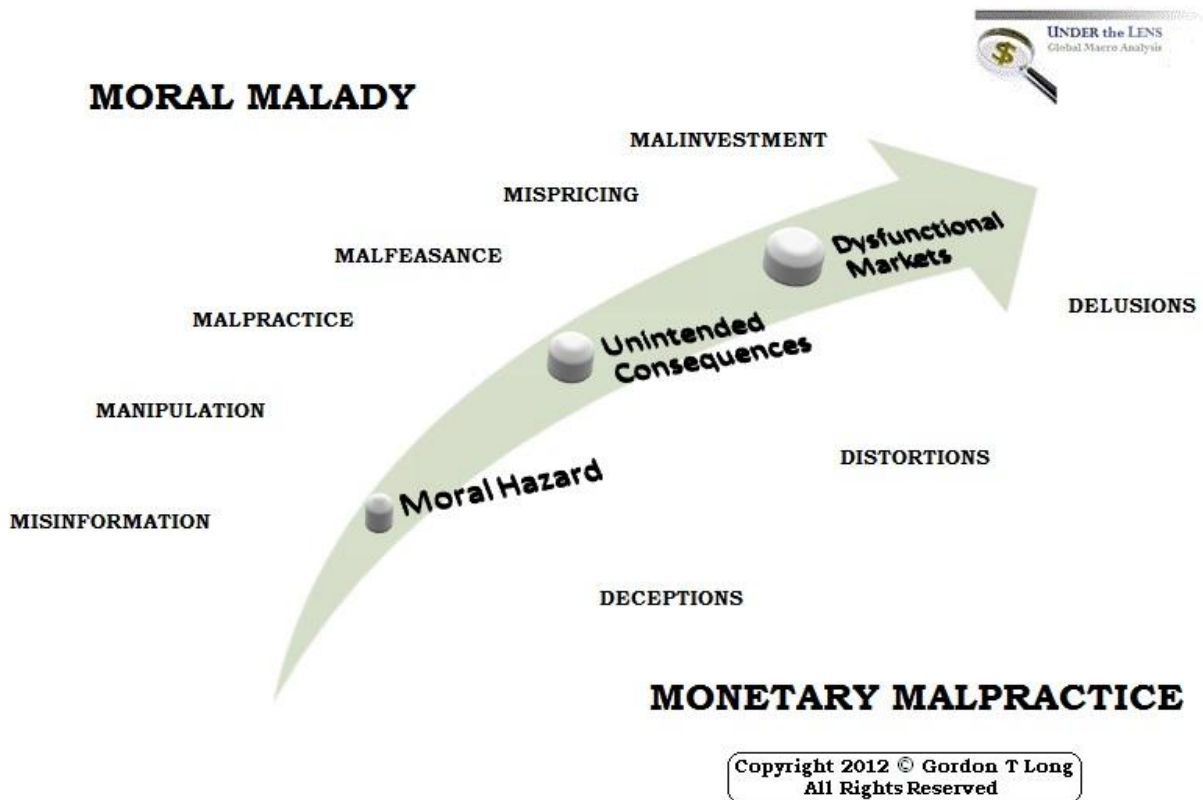 UNDER the LENS
Global Macro Analysis
MORAL MALADY
MALINVESTMENT
MISPRICING
MALFEASANCE
MALPRACTICE
MANIPULATION
MISINFORMATION
Dysfunctional
Markets
Unintended
Consequences
Moral Hazard
DELUSIONS
DISTORTIONS
DECEPTIONS
MONETARY MALPRACTICE
Copyright 2012 © Gordon T Long
All Rights Reserved